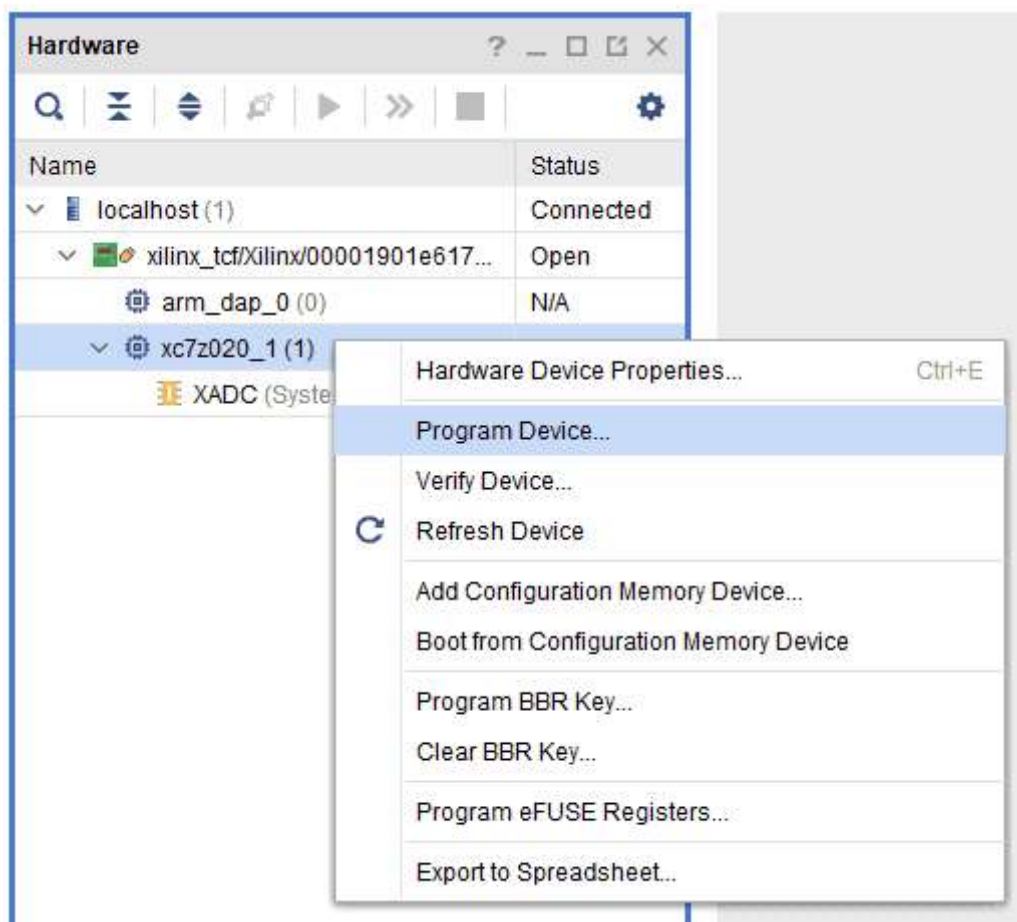 Hardware
Name Status
localhost (1) Connected
xilinx_tcf/Xilinx/00001901e617... Open
arm_dap_0 (0) N/A
xc7z020_1 (1)
XADC (Syste
Hardware Device Properties... Ctrl+E
Program Device...
Verify Device...
Refresh Device
Add Configuration Memory Device...
Boot from Configuration Memory Device
Program BBR Key...
Clear BBR Key...
Program eFUSE Registers...
Export to Spreadsheet...